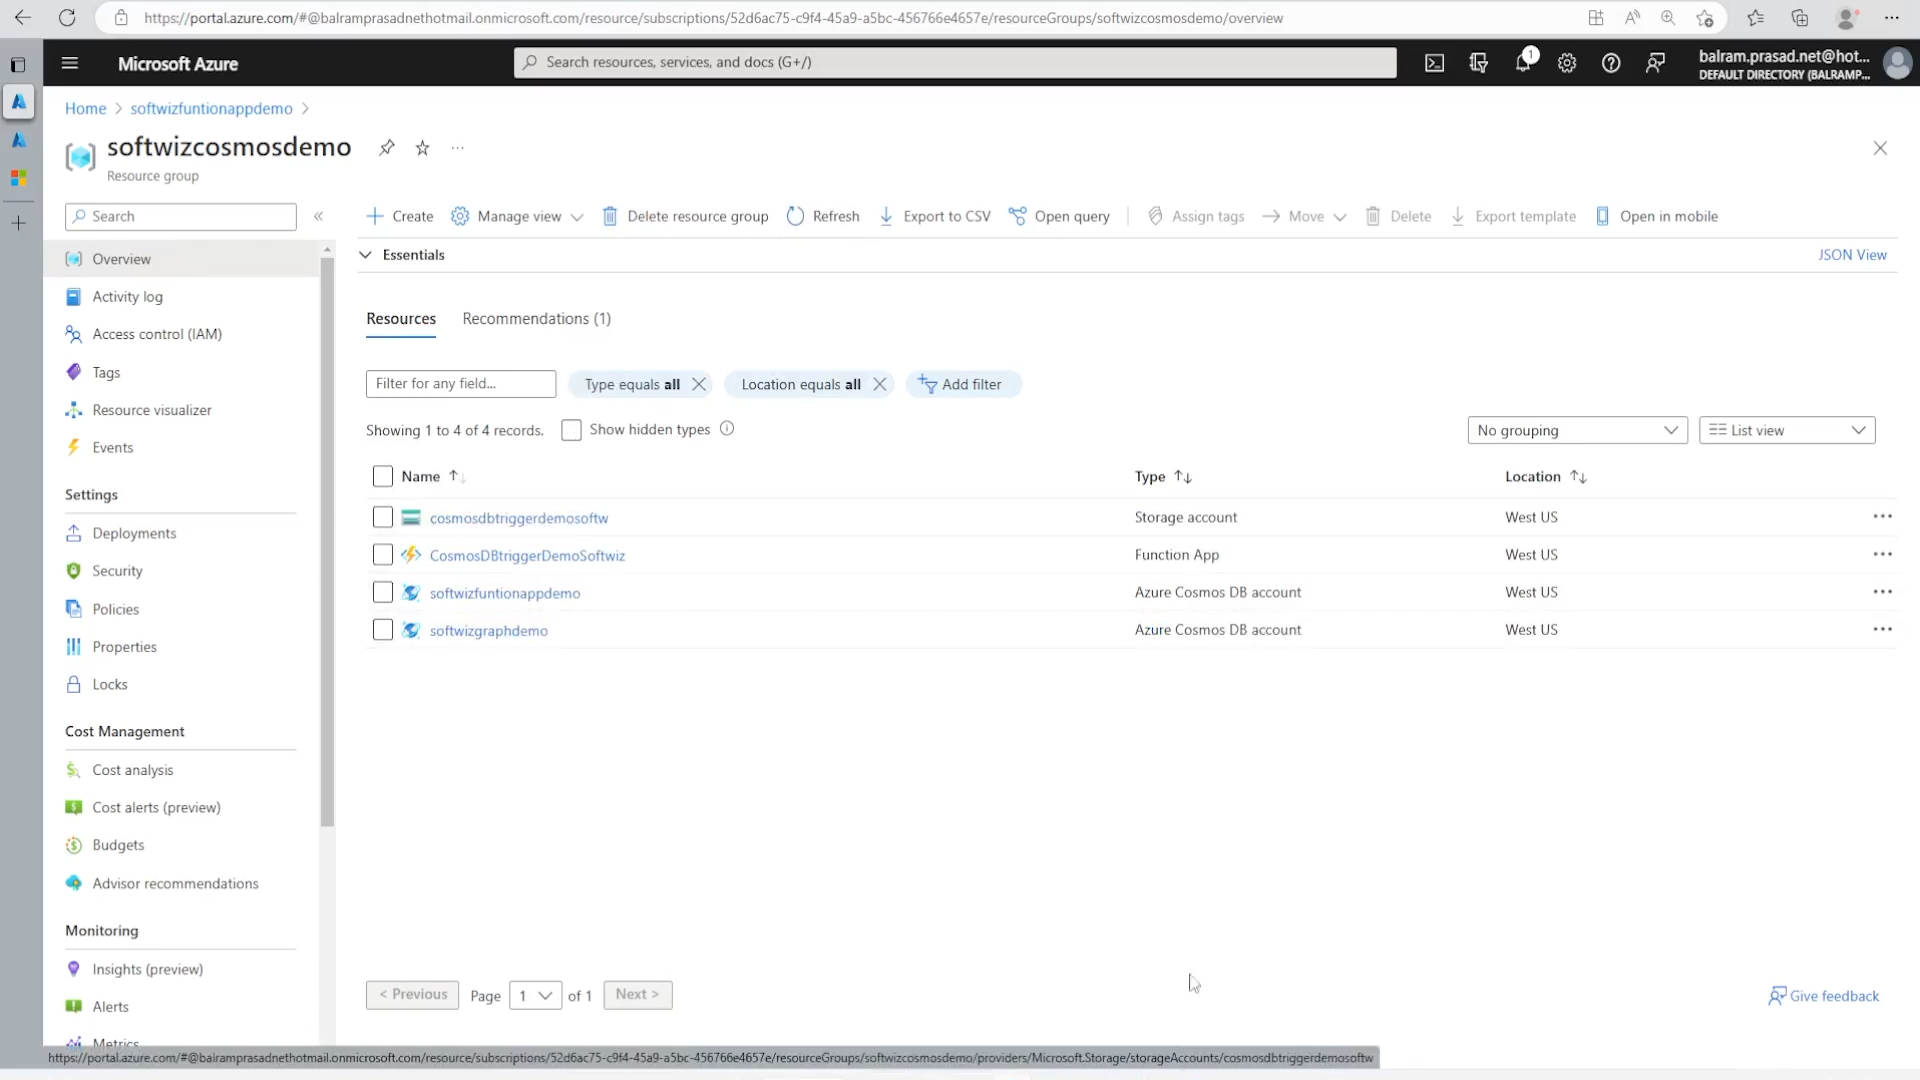 https://portal.azure.com/#@balramprasadnethotmail.onmicrosoft.com/resource/subscriptions/52d6ac75-c9f4-45a9-a5bc-456766e4657e/resourceGroups/softwizcosmosdemo/overview
Microsoft Azure
Search resources, services, and docs (G+/)
1
balram.prasad.net@hot...
DEFAULT DIRECTORY (BALRAMP...
Home > softwizfuntionappdemo >
softwizcosmosdemo
Resource group
Search
Create
Manage view
Delete resource group
Refresh
Export to CSV
Open query
Assign tags
Move
Delete
Export template
Open in mobile
Essentials
JSON View
Overview
Activity log
Access control (IAM)
Tags
Resource visualizer
Events
Settings
Deployments
Security
Policies
Properties
Locks
Cost Management
Cost analysis
Cost alerts (preview)
Budgets
Advisor recommendations
Monitoring
Insights (preview)
Alerts
Metrics
Resources
Recommendations (1)
Filter for any field...
Type equals all
Location equals all
Add filter
Showing 1 to 4 of 4 records.
Show hidden types
No grouping
List view
Name Type Location
cosmosdbtriggerdemosoftw Storage account West US
CosmosDBtriggerDemoSoftwiz Function App West US
softwizfuntionappdemo Azure Cosmos DB account West US
softwizgraphdemo Azure Cosmos DB account West US
< Previous Page 1 of 1 Next >
Give feedback
https://portal.azure.com/#@balramprasadnethotmail.onmicrosoft.com/resource/subscriptions/52d6ac75-c9f4-45a9-a5bc-456766e4657e/resourceGroups/softwizcosmosdemo/providers/Microsoft.Storage/storageAccounts/cosmosdbtriggerdemosoftw